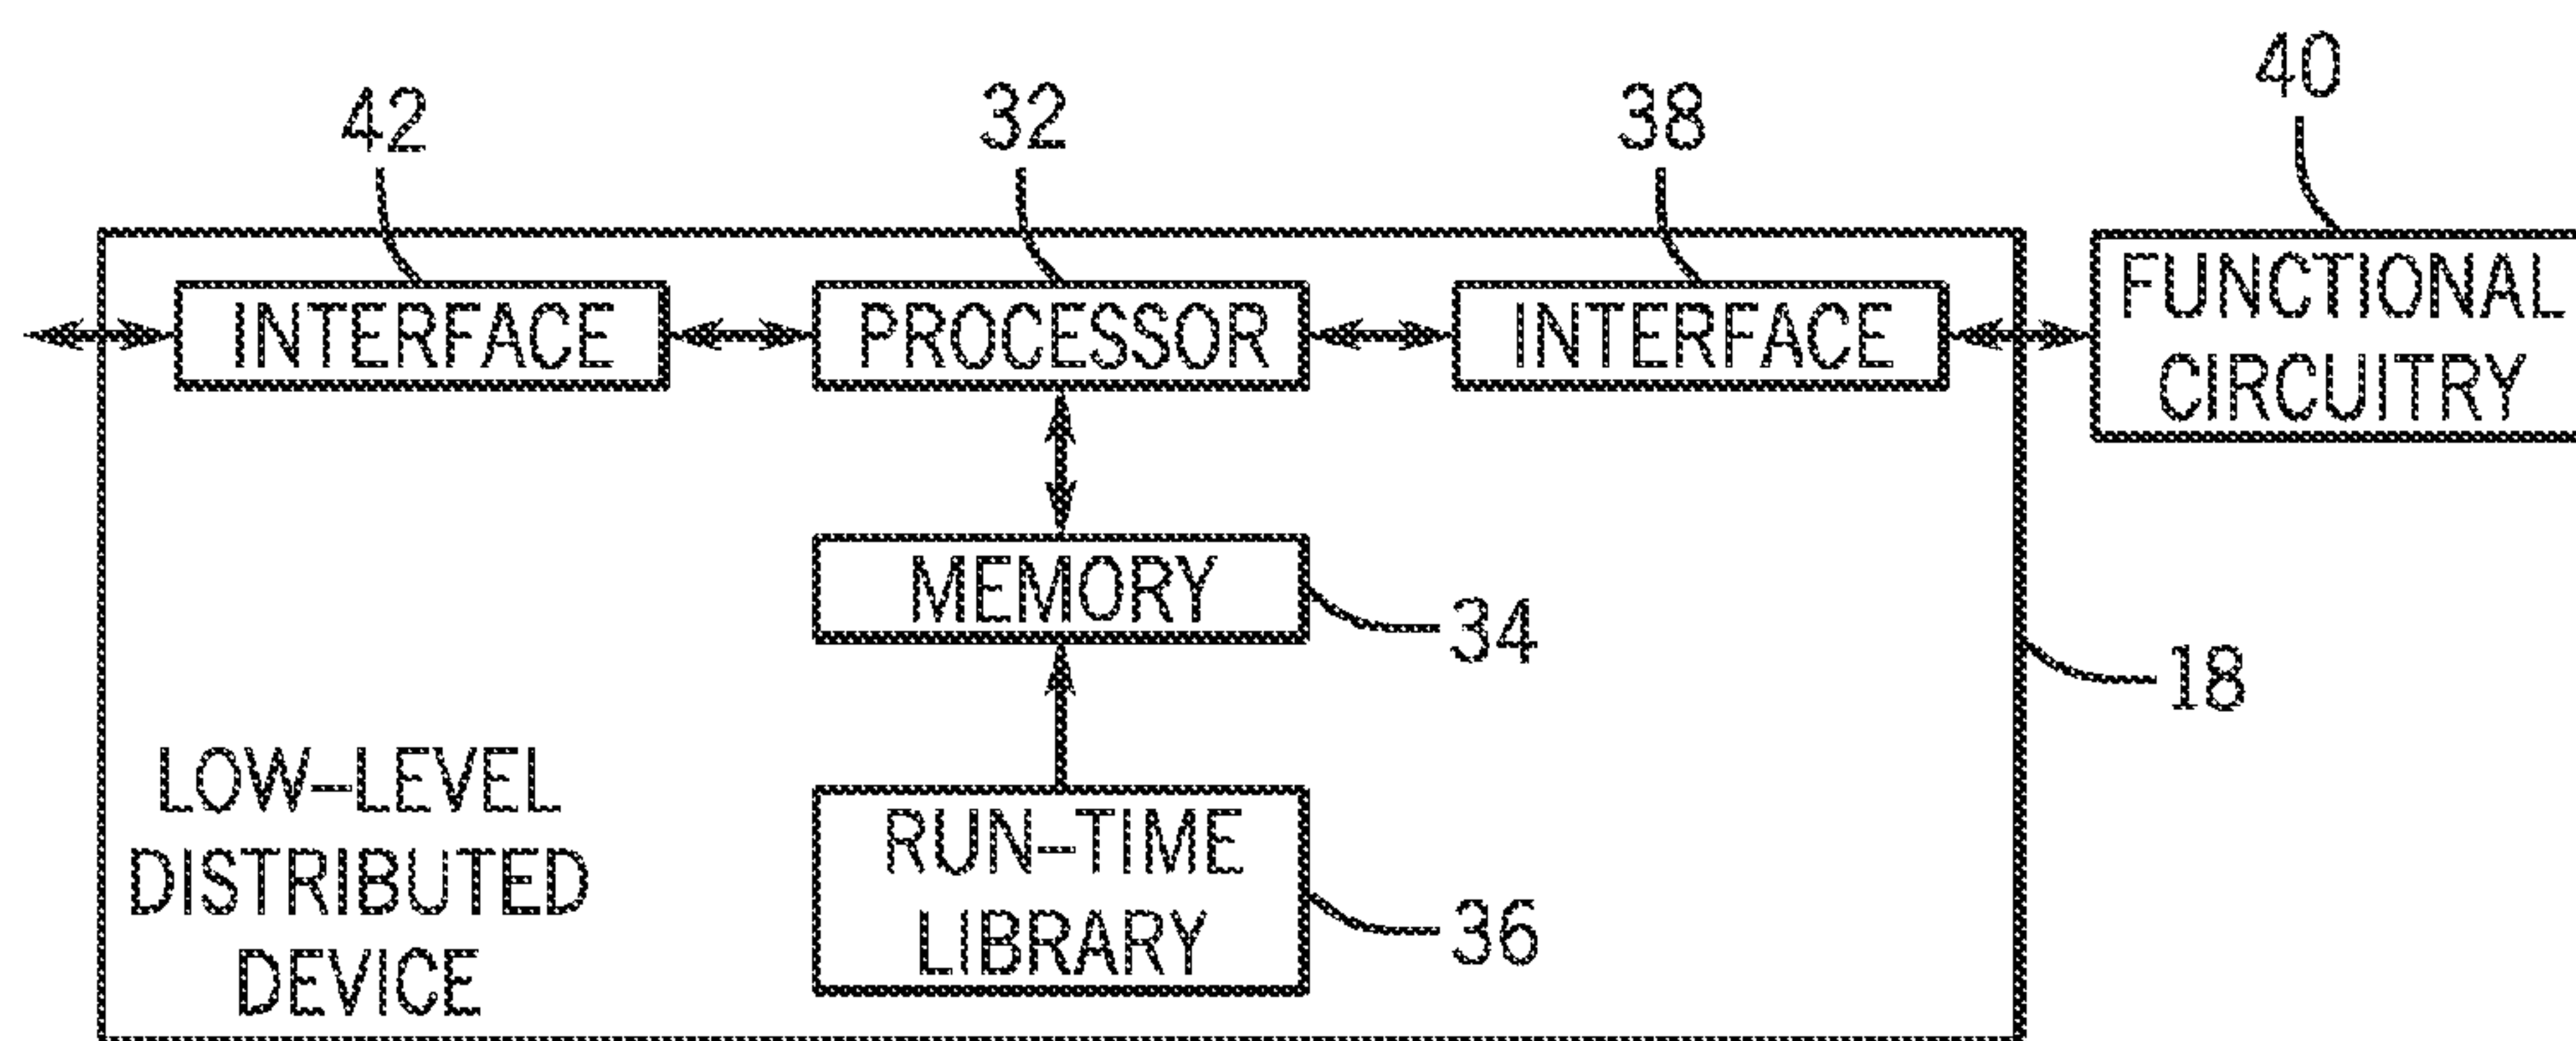 40
42
32
38
FUNCTIONAL
CIRCUITRY
INTERFACE
PROCESSOR
INTERFACE
MEMORY
34
18
RUN-TIME
LIBRARY
36
LOW-LEVEL
DISTRIBUTED
DEVICE